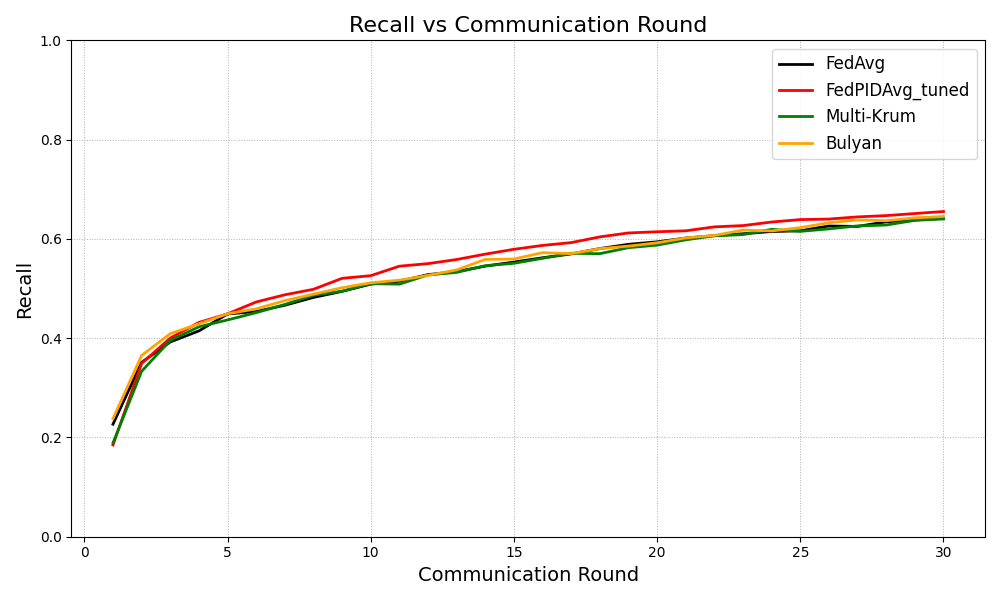 Recall vs Communication Round
1.0
0.8
0.6
0.4
0.2
0.0
Recall
FedAvg
FedPIDAvg_tuned
Multi-Krum
Bulyan
0 5 10 15 20 25 30
Communication Round